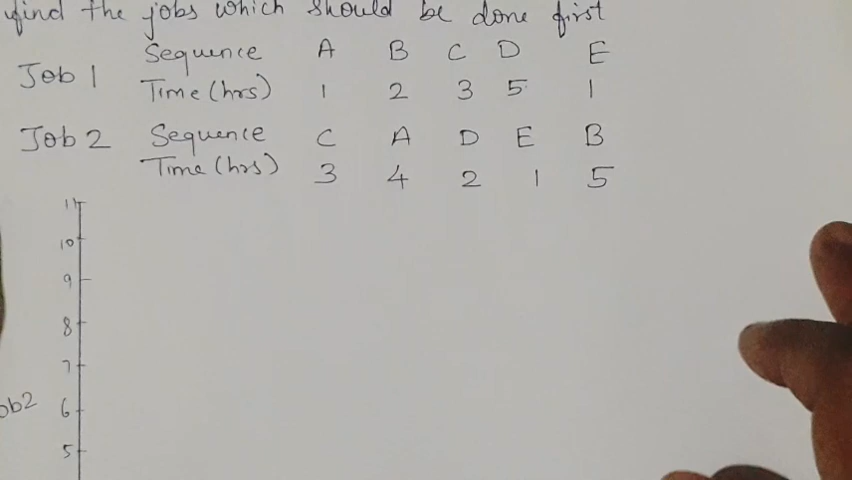 find the jobs which should be done first
Job 1 Sequence A B C D E
Time (hrs) 1 2 3 5 1
Job 2 Sequence C A D E B
Time (hrs) 3 4 2 1 5
11
10
9
8
7
ob2 6
5